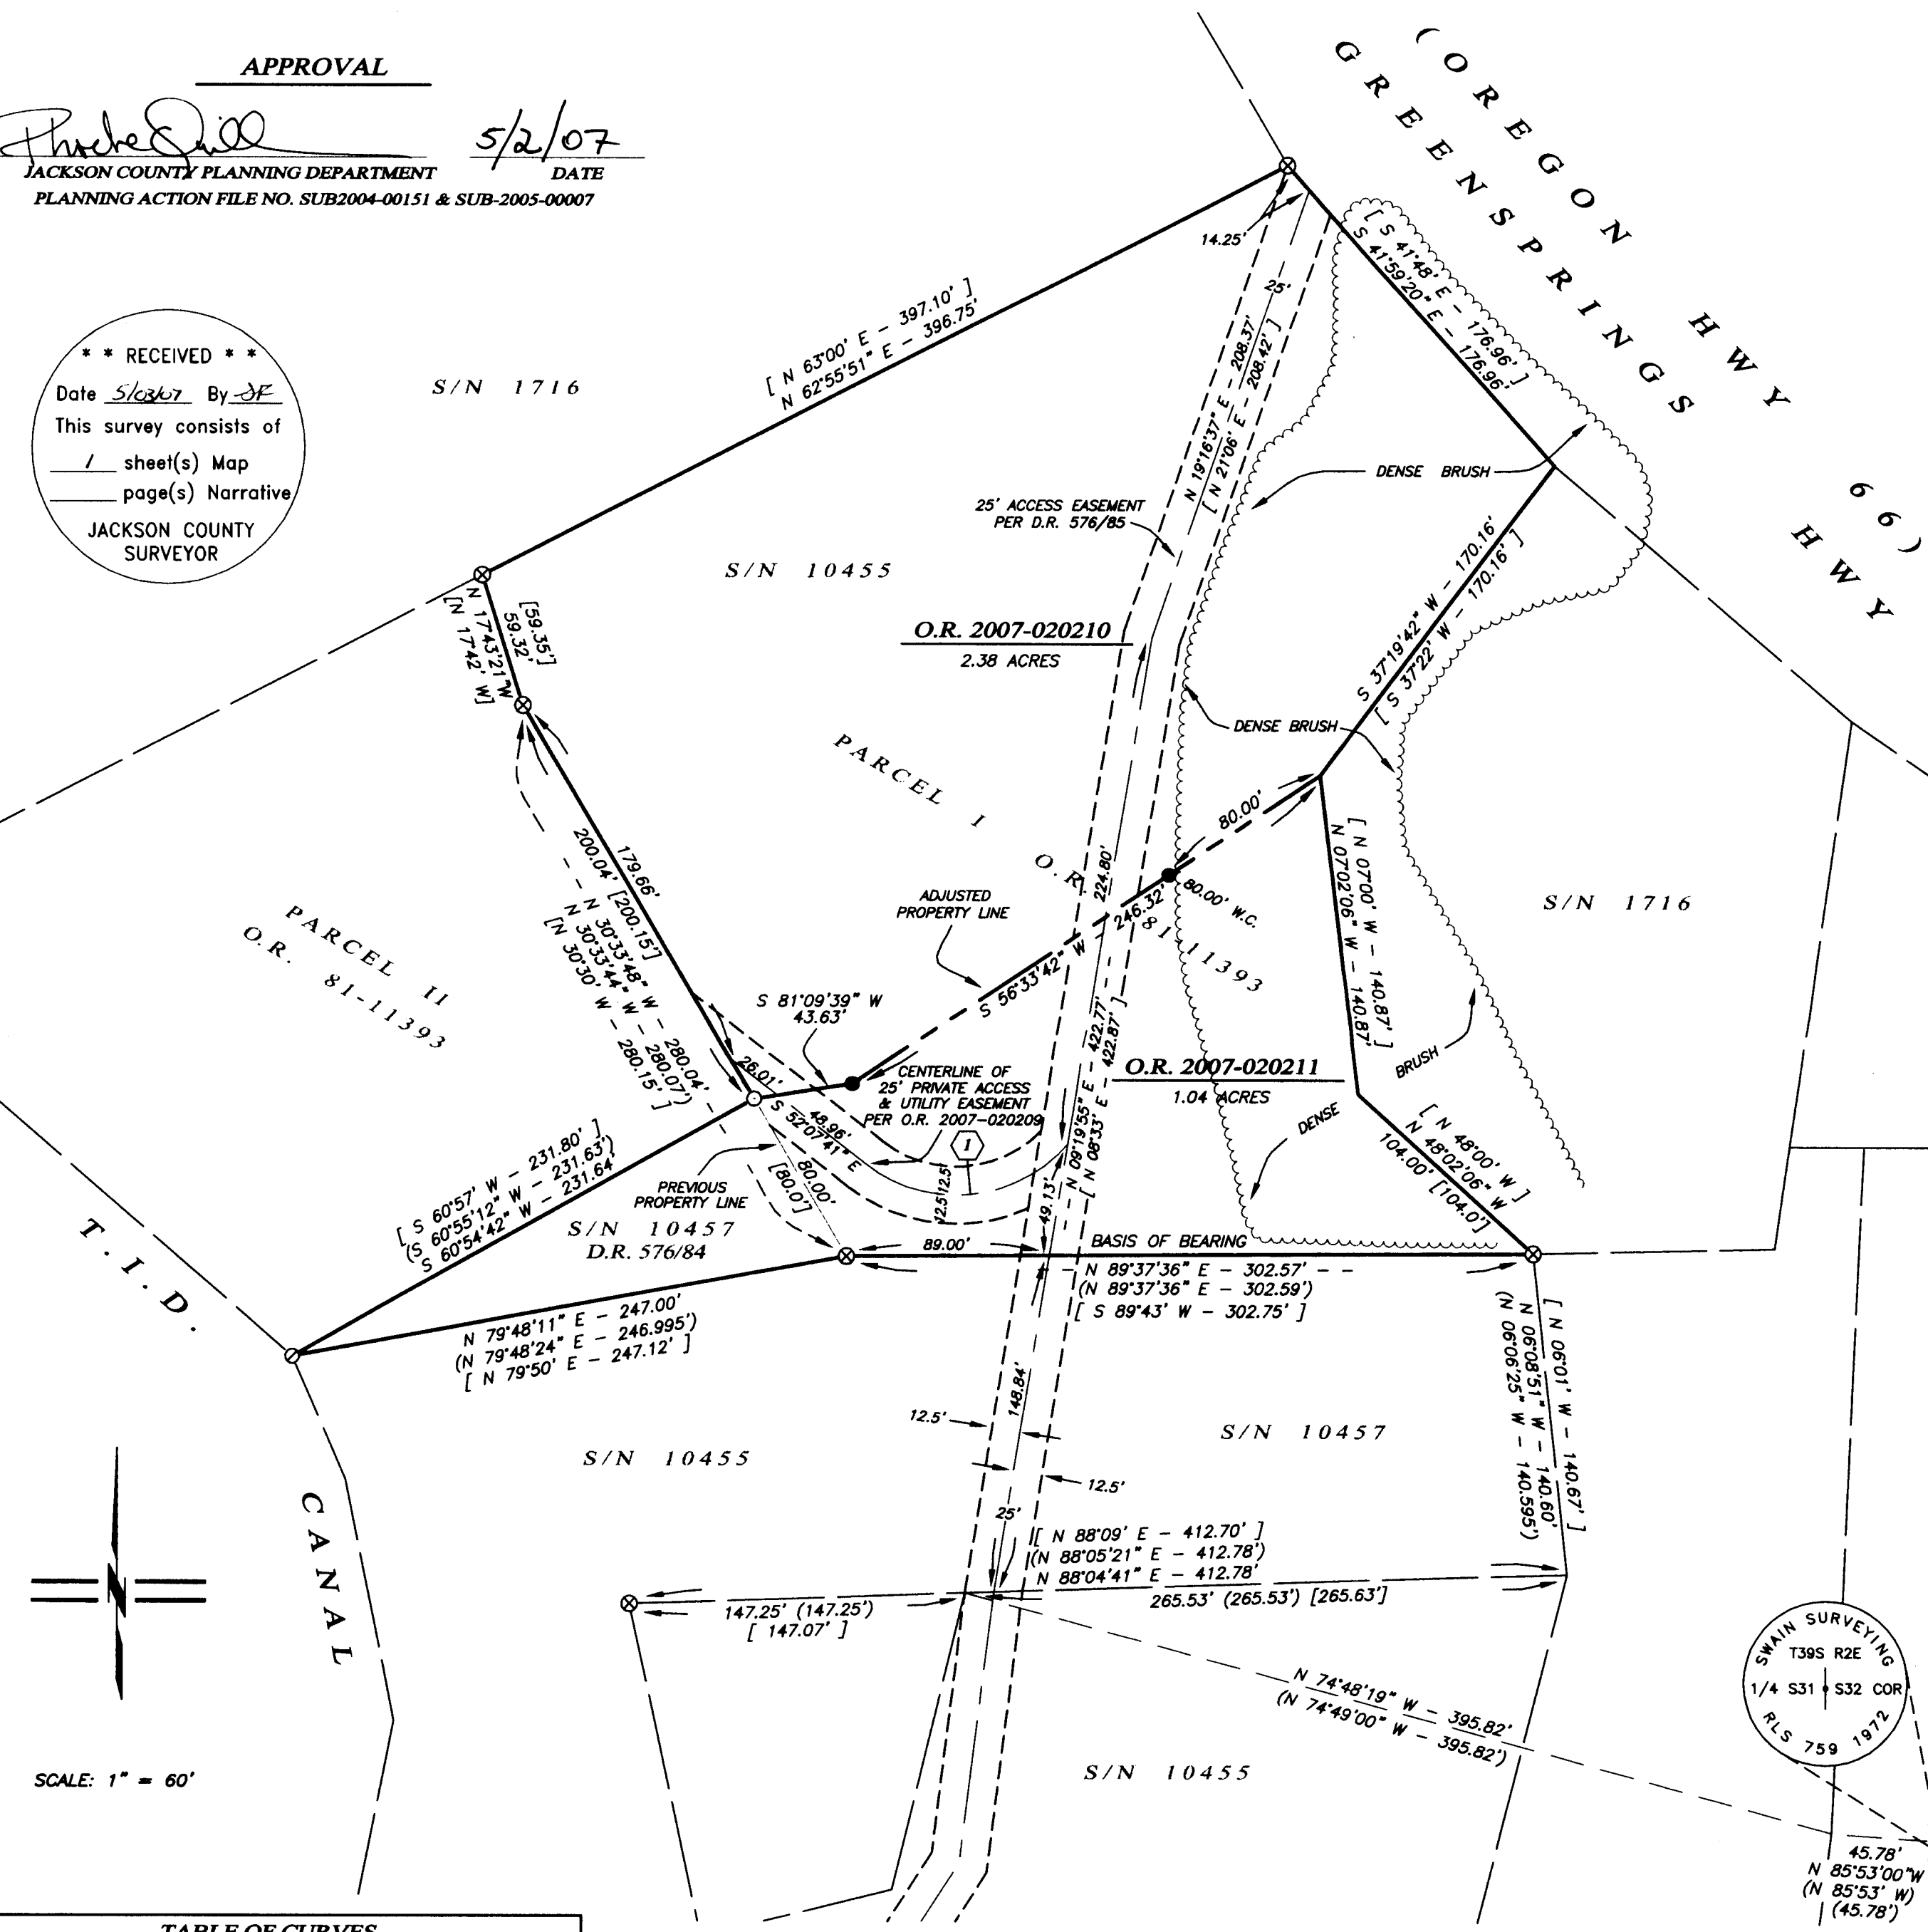 APPROVAL
5/2/07
JACKSON COUNTY PLANNING DEPARTMENT
DATE
PLANNING ACTION FILE NO. SUB2004-00151 & SUB-2005-00007
* * RECEIVED * *
Date 5/03/07 By
This survey consists of
1 sheet(s) Map
page(s) Narrative
JACKSON COUNTY
SURVEYOR
(OREGON HWY 66)
GREENSPRINGS HWY
S/N 1716
[ N 63°00' E - 397.10' ]
N 62°55'51" E - 396.75'
14.25'
25'
[ S 41°48' E - 176.96' ]
S 41°59'20" E - 176.96'
N 19°16'37" E - 208.37'
[ N 21°06' E - 208.42' ]
DENSE BRUSH
25' ACCESS EASEMENT
PER D.R. 576/85
S/N 10455
O.R. 2007-020210
2.38 ACRES
[59.35']
59.32'
N 17°43'21"W
[N 17°42' W]
S 37°19'42" W - 170.16'
[ S 37°22' W - 170.16' ]
DENSE BRUSH
PARCEL I
O.R. 81-11393
80.00'
80.00' W.C.
224.80'
179.66'
200.04' [200.15']
N 30°33'48" W - 280.04'
N 30°33'44" W - 280.07')
[N 30°30' W - 280.15' ]
ADJUSTED
PROPERTY LINE
S 56°33'42" W - 246.32'
[ N 07°00' W - 140.87' ]
N 07°02'06" W - 140.87'
S/N 1716
PARCEL II
O.R. 81-11393
S 81°09'39" W
43.63'
26.01'
48.96'
S 52°07'41" E
CENTERLINE OF
25' PRIVATE ACCESS
& UTILITY EASEMENT
PER O.R. 2007-020209
1
12.5'
12.5'
49.13'
N 09°19'55" E - 422.77'
[ N 08°33' E - 422.87' ]
O.R. 2007-020211
1.04 ACRES
DENSE
BRUSH
[ N 48°00' W ]
N 48°02'06" W
104.00' [104.0']
PREVIOUS
PROPERTY LINE
80.00'
[80.0']
[ S 60°57' W - 231.80' ]
(S 60°55'12" W - 231.63')
S 60°54'42" W - 231.64'
S/N 10457
D.R. 576/84
89.00'
BASIS OF BEARING
N 89°37'36" E - 302.57'
(N 89°37'36" E - 302.59')
[ S 89°43' W - 302.75' ]
N 79°48'11" E - 247.00'
(N 79°48'24" E - 246.995')
[ N 79°50' E - 247.12' ]
T.I.D.
CANAL
148.84'
12.5'
12.5'
25'
S/N 10455
S/N 10457
[ N 06°01' W - 140.67' ]
N 06°08'51" W - 140.60'
(N 06°06'25" W - 140.595')
[ N 88°09' E - 412.70' ]
(N 88°05'21" E - 412.78')
N 88°04'41" E - 412.78'
265.53' (265.53') [265.63']
147.25' (147.25')
[ 147.07' ]
N
SCALE: 1" = 60'
N 74°48'19" W - 395.82'
(N 74°49'00" W - 395.82')
S/N 10455
SWAIN SURVEYING
T39S R2E
1/4 S31 S32 COR
RLS 759 1972
45.78'
N 85°53'00"W
(N 85°53' W)
(45.78')
TABLE OF CURVES